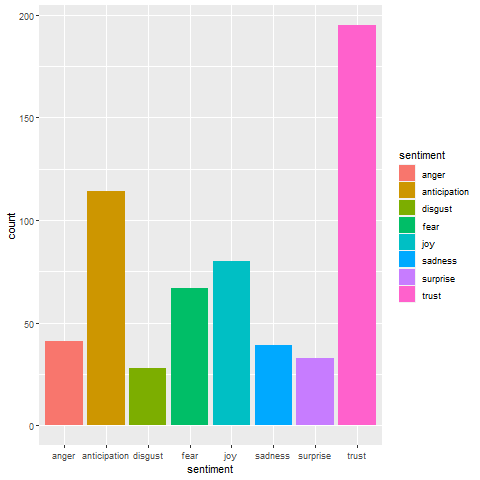 200
150
100
50
0
count
anger anticipation disgust fear joy sadness surprise trust
sentiment
sentiment
anger
anticipation
disgust
fear
joy
sadness
surprise
trust